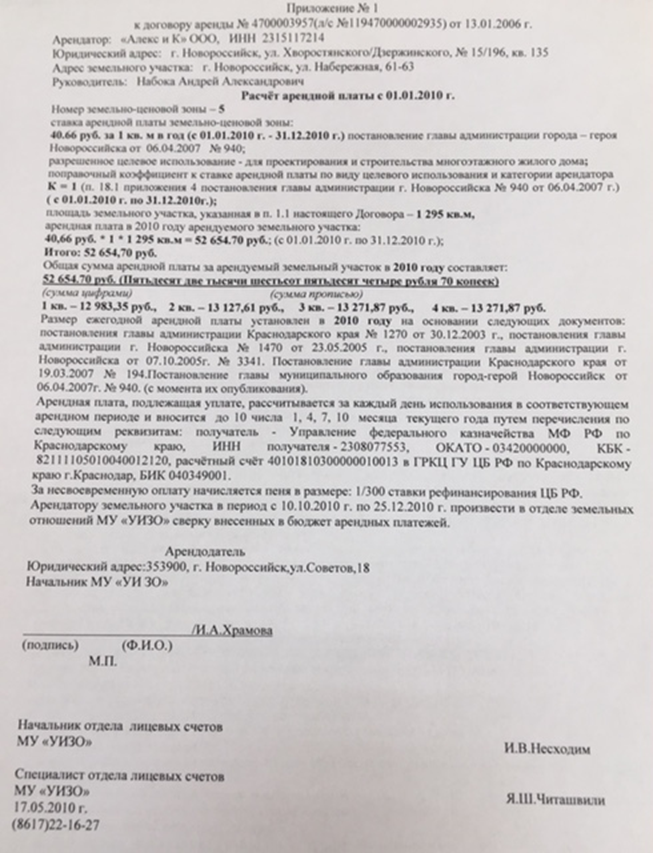 Приложение № 1
к договору аренды № 4700003957(л/с №119470000002935) от 13.01.2006 г.
Арендатор: «Алекс и К» ООО, ИНН 2315117214
Юридический адрес: г. Новороссийск, ул. Хворостянского/Дзержинского, № 15/196, кв. 135
Адрес земельного участка: г. Новороссийск, ул. Набережная, 61-63
Руководитель: Набока Андрей Александрович
Расчёт арендной платы с 01.01.2010 г.
Номер земельно-ценовой зоны – 5
ставка арендной платы земельно-ценовой зоны:
40.66 руб. за 1 кв. м в год (с 01.01.2010 г. - 31.12.2010 г.) постановление главы администрации города – героя
Новороссийска от 06.04.2007 № 940;
разрешенное целевое использование - для проектирования и строительства многоэтажного жилого дома;
поправочный коэффициент к ставке арендной платы по виду целевого использования и категории арендатора
К = 1 (п. 18.1 приложения 4 постановления главы администрации г. Новороссийска № 940 от 06.04.2007 г.)
( с 01.01.2010 г. по 31.12.2010г.);
площадь земельного участка, указанная в п. 1.1 настоящего Договора – 1 295 кв.м,
арендная плата в 2010 году арендуемого земельного участка:
40,66 руб. * 1 * 1 295 кв.м = 52 654.70 руб.; (с 01.01.2010 г. по 31.12.2010 г.);
Итого: 52 654,70 руб.
Общая сумма арендной платы за арендуемый земельный участок в 2010 году составляет:
52 654.70 руб. (Пятьдесят две тысячи шестьсот пятьдесят четыре рубля 70 копеек)
(сумма цифрами) (сумма прописью)
1 кв. – 12 983,35 руб., 2 кв. – 13 127,61 руб., 3 кв. – 13 271,87 руб., 4 кв. – 13 271,87 руб.
Размер ежегодной арендной платы установлен в 2010 году на основании следующих документов:
постановления главы администрации Краснодарского края № 1270 от 30.12.2003 г., постановления главы
администрации г. Новороссийска № 1470 от 23.05.2005 г., постановления главы администрации г.
Новороссийска от 07.10.2005г. № 3341. Постановление главы администрации Краснодарского края от
19.03.2007 № 194.Постановление главы муниципального образования город-герой Новороссийск от
06.04.2007г. № 940. (с момента их опубликования).
Арендная плата, подлежащая уплате, рассчитывается за каждый день использования в соответствующем
арендном периоде и вносится до 10 числа 1, 4, 7, 10 месяца текущего года путем перечисления по
следующим реквизитам: получатель - Управление федерального казначейства МФ РФ по
Краснодарскому краю, ИНН получателя - 2308077553, ОКАТО - 03420000000, КБК -
82111105010040012120, расчётный счёт 40101810300000010013 в ГРКЦ ГУ ЦБ РФ по Краснодарскому
краю г.Краснодар, БИК 040349001.
За несвоевременную оплату начисляется пеня в размере: 1/300 ставки рефинансирования ЦБ РФ.
Арендатору земельного участка в период с 10.10.2010 г. по 25.12.2010 г. произвести в отделе земельных
отношений МУ «УИЗО» сверку внесенных в бюджет арендных платежей.
Арендодатель
Юридический адрес:353900, г. Новороссийск,ул.Советов,18
Начальник МУ «УИ ЗО»
/И.А.Храмова
(подпись) (Ф.И.О.)
М.П.
Начальник отдела лицевых счетов
МУ «УИЗО» И.В.Несходим
Специалист отдела лицевых счетов
МУ «УИЗО» Я.Ш.Читашвили
17.05.2010 г.
(8617)22-16-27